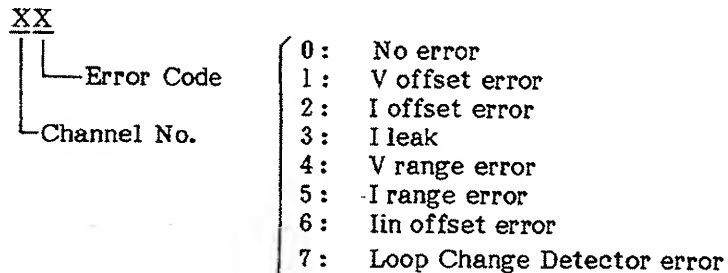 XX
Error Code
Channel No.
0: No error
1: V offset error
2: I offset error
3: I leak
4: V range error
5: I range error
6: Iin offset error
7: Loop Change Detector error